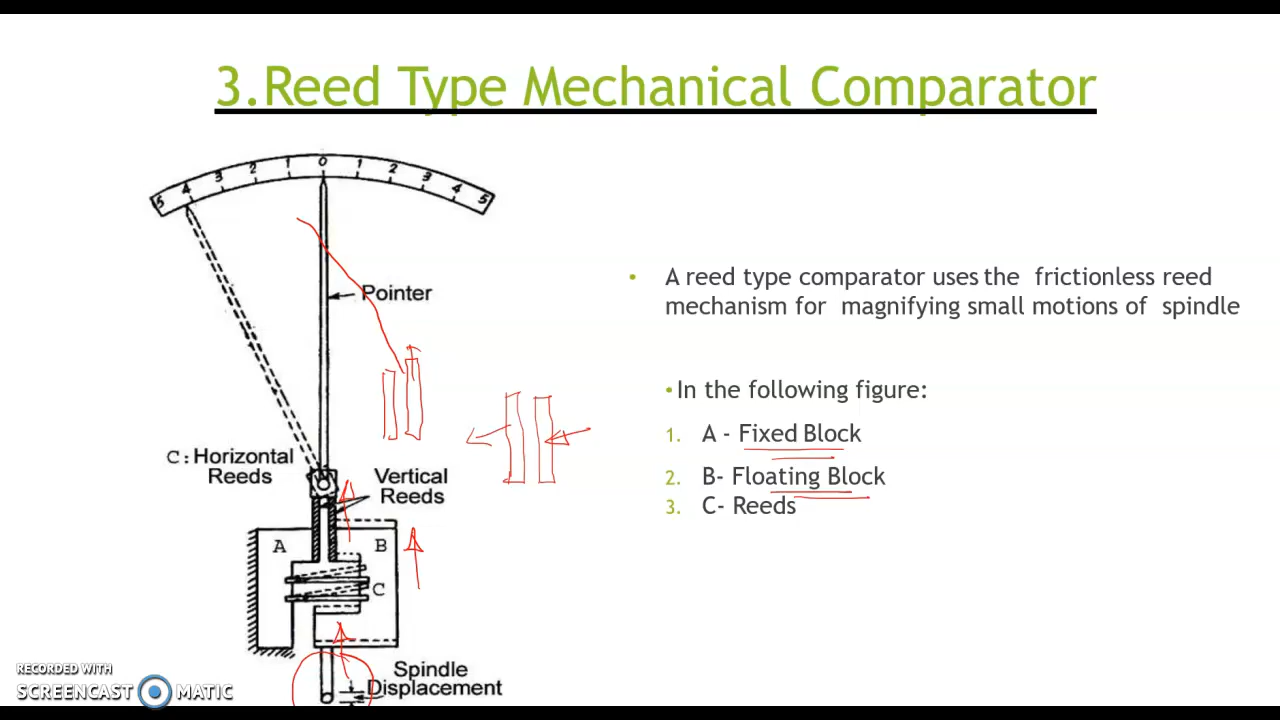 3.Reed Type Mechanical Comparator
5 4 3 2 1 0 1 2 3 4 5
Pointer
C: Horizontal
Reeds
Vertical
Reeds
A
B
C
Spindle
Displacement
• A reed type comparator uses the frictionless reed
mechanism for magnifying small motions of spindle
•In the following figure:
1. A - Fixed Block
2. B- Floating Block
3. C- Reeds
RECORDED WITH
SCREENCAST MATIC